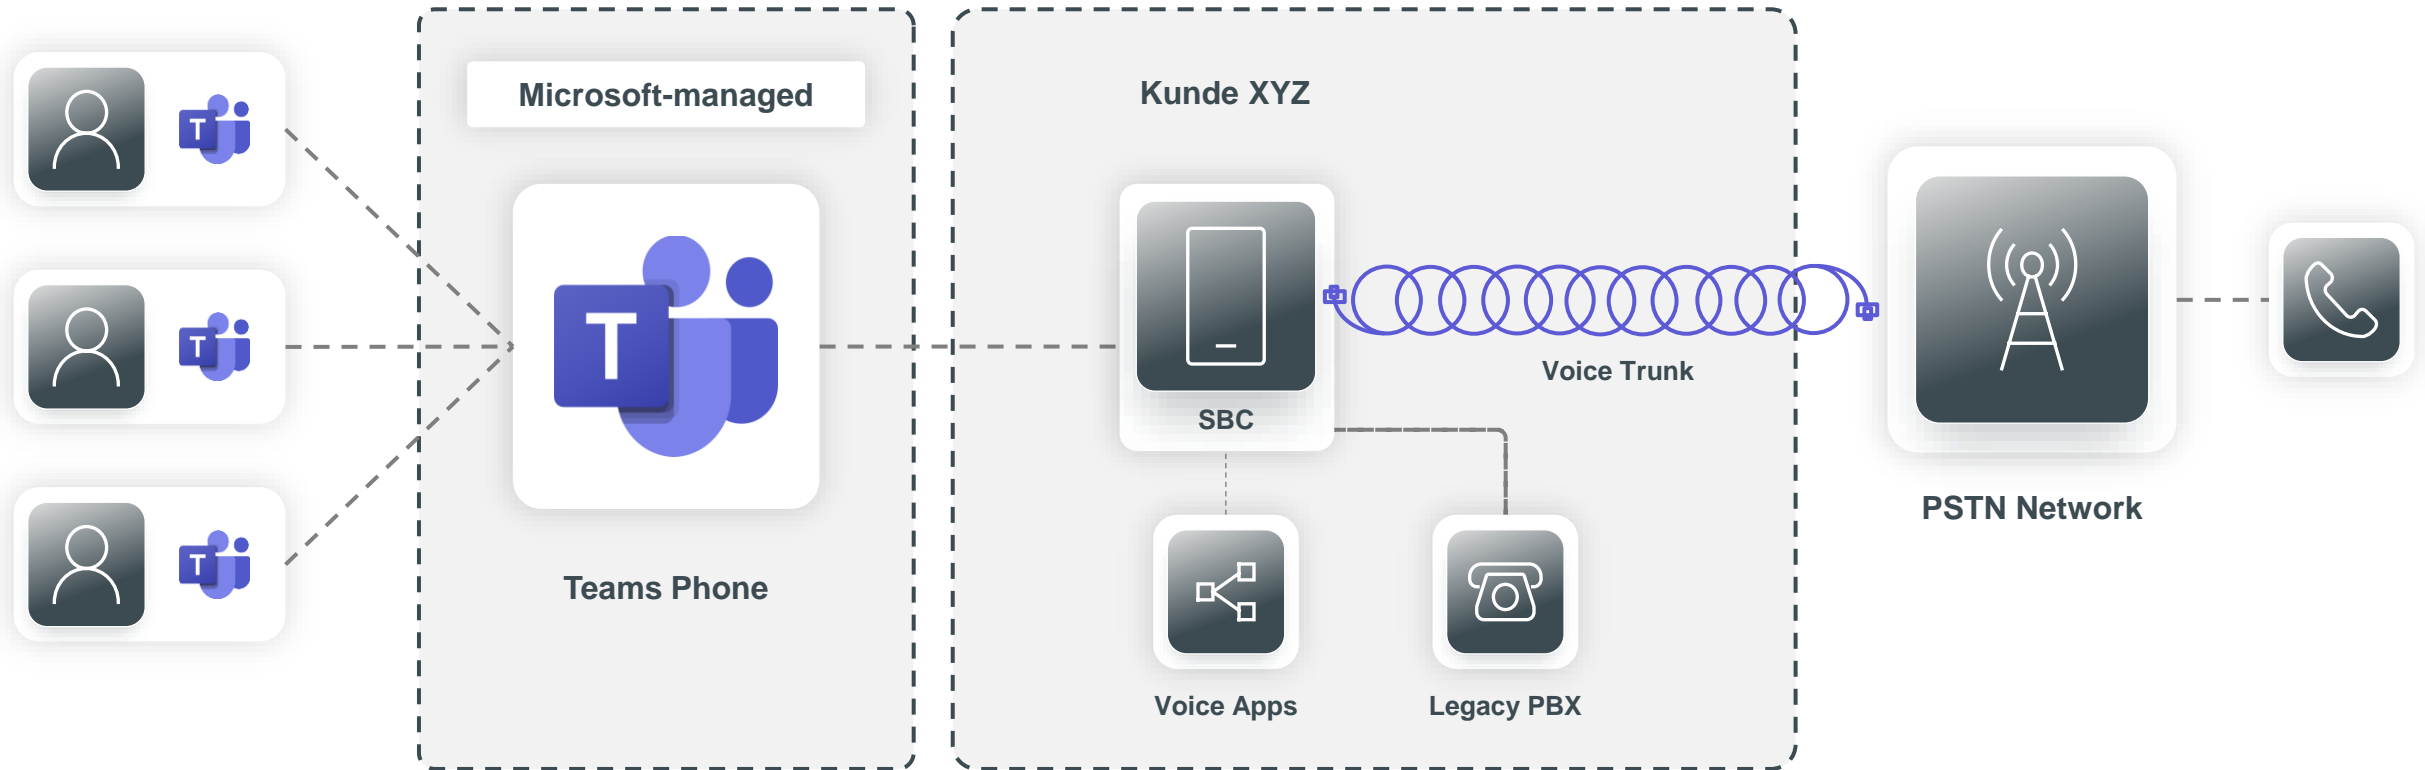 Microsoft-managed
Kunde XYZ
T
T
T
T
Voice Trunk
SBC
PSTN Network
Teams Phone
Voice Apps
Legacy PBX